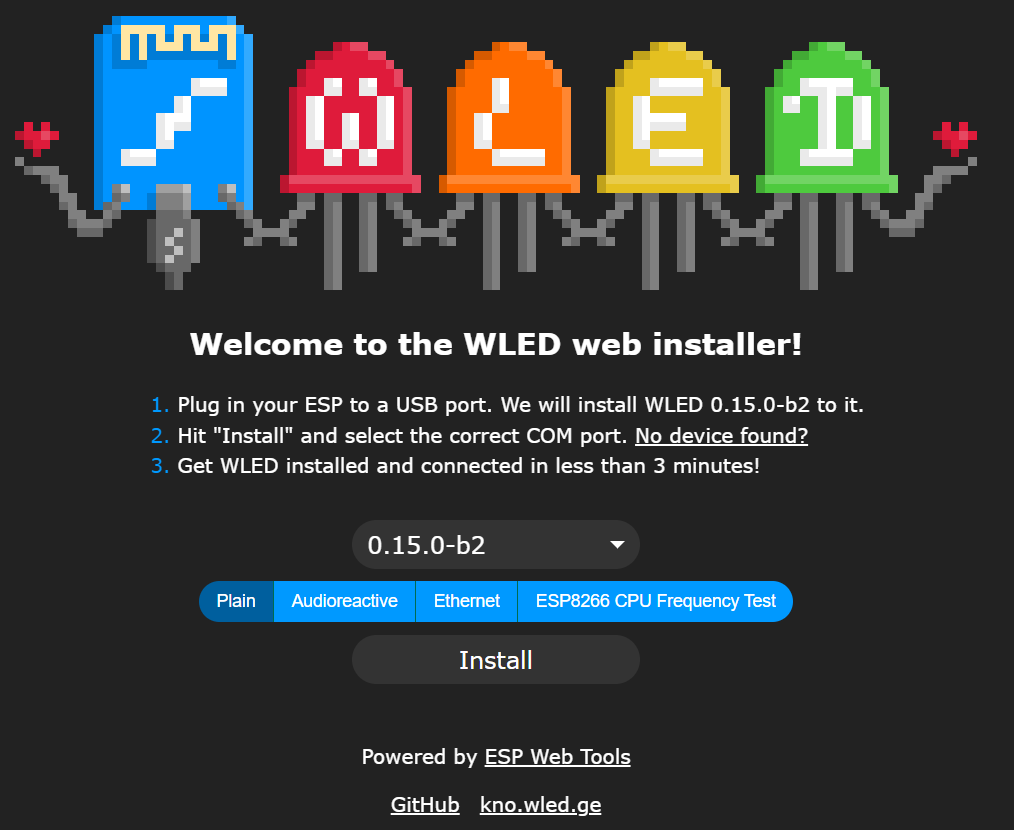 WLED
Welcome to the WLED web installer!
1. Plug in your ESP to a USB port. We will install WLED 0.15.0-b2 to it.
2. Hit "Install" and select the correct COM port. No device found?
3. Get WLED installed and connected in less than 3 minutes!
0.15.0-b2
Plain Audioreactive Ethernet ESP8266 CPU Frequency Test
Install
Powered by ESP Web Tools
GitHub kno.wled.ge